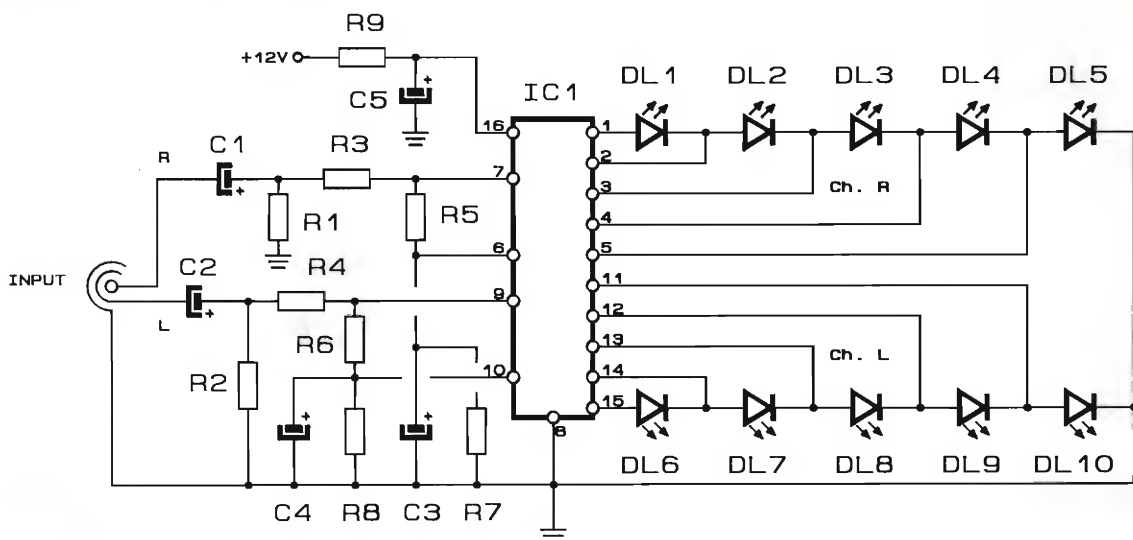 R9
+12V
C5
+
IC1
DL1 DL2 DL3 DL4 DL5
16
1
2
3
4
5
Ch. R
R
C1
+
R3
7
R1
R5
6
INPUT
C2
+
L
R4
9
R6
R2
10
11
12
13
14
15
Ch. L
8
+
+
DL6 DL7 DL8 DL9 DL10
C4 R8 C3 R7